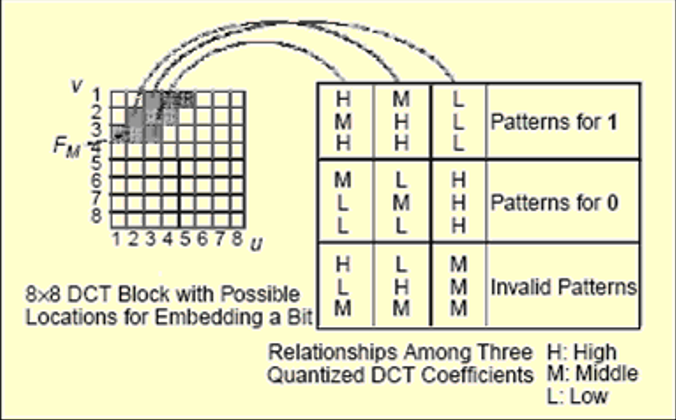 v
1
2
3
4
5
6
7
8
FM
1 2 3 4 5 6 7 8 u
8×8 DCT Block with Possible
Locations for Embedding a Bit
H M L
M H L Patterns for 1
H H L
M L H
L M H Patterns for 0
L L H
H L M
L H M Invalid Patterns
M M M
Relationships Among Three H: High
Quantized DCT Coefficients M: Middle
L: Low